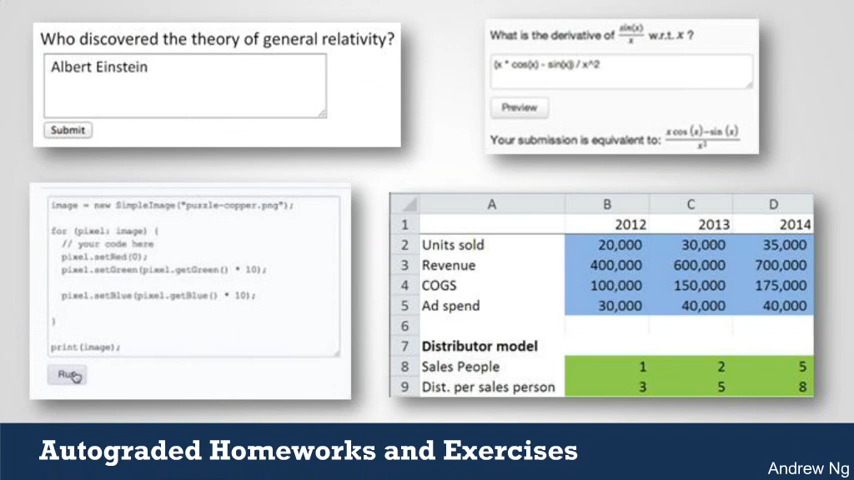 Who discovered the theory of general relativity?
Albert Einstein
Submit
What is the derivative of sin(x)/x w.r.t. x ?
(x * cos(x) - sin(x)) / x^2
Preview
Your submission is equivalent to: x cos (x)−sin (x)/x²
image = new SimpleImage("puzzle-copper.png");
for (pixel: image) {
// your code here
pixel.setRed(0);
pixel.setGreen(pixel.getGreen() * 10);
pixel.setBlue(pixel.getBlue() * 10);
}
print(image);
Run
A B C D
1 2012 2013 2014
2 Units sold 20,000 30,000 35,000
3 Revenue 400,000 600,000 700,000
4 COGS 100,000 150,000 175,000
5 Ad spend 30,000 40,000 40,000
6
7 Distributor model
8 Sales People 1 2 5
9 Dist. per sales person 3 5 8
Autograded Homeworks and Exercises
Andrew Ng